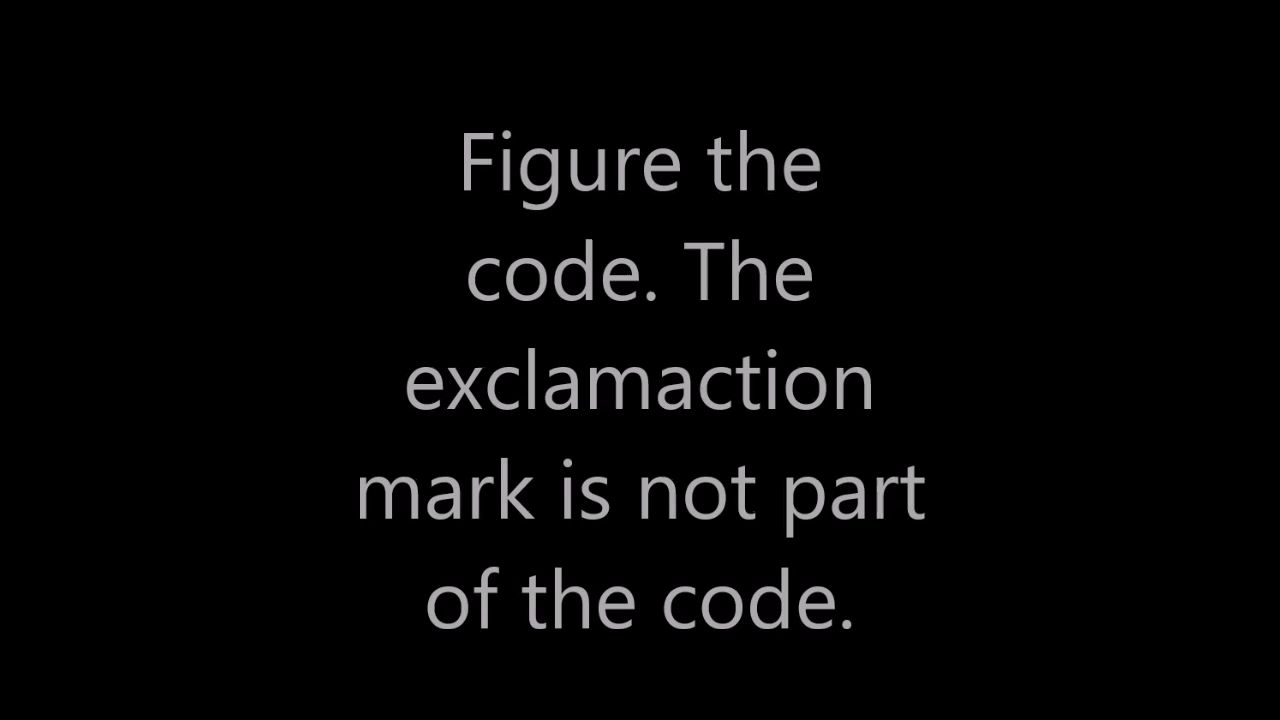 Figure the
code. The
exclamaction
mark is not part
of the code.